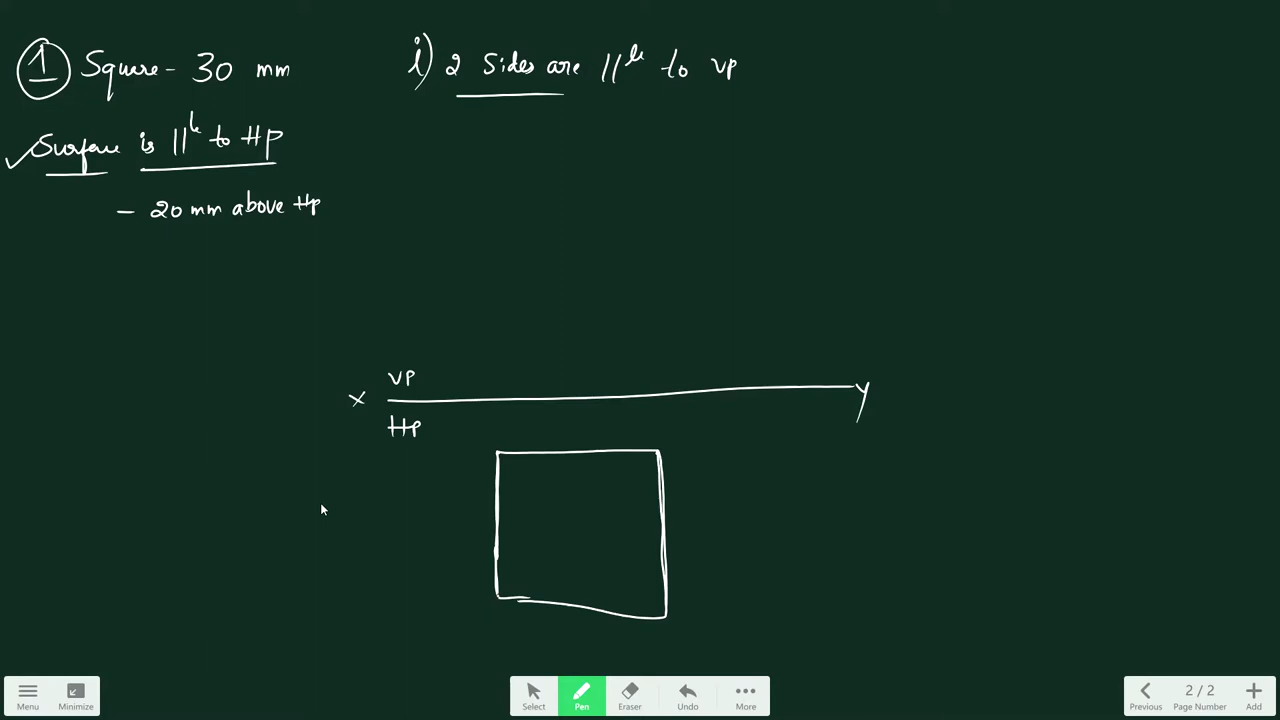 1 Square - 30 mm
i) 2 Sides are 11le to VP
Surface is 11le to HP
- 20 mm above HP
VP
X Y
HP
Menu Minimize Select Pen Eraser Undo More Previous 2 / 2 Page Number Add